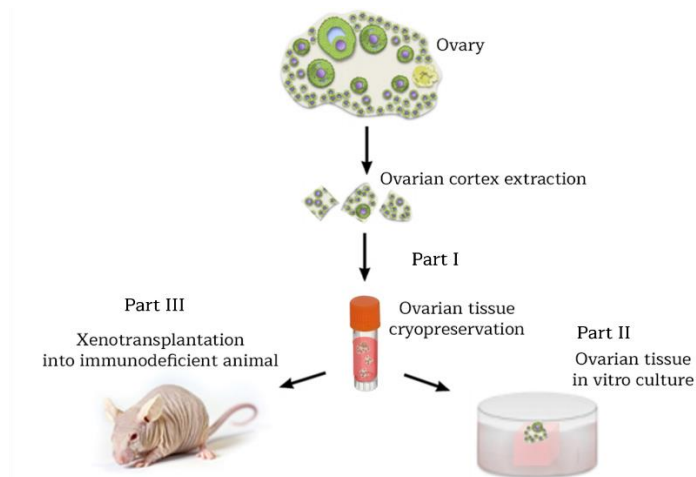 Ovary
Ovarian cortex extraction
Part I
Ovarian tissue
cryopreservation
Part III
Xenotransplantation
into immunodeficient animal
Part II
Ovarian tissue
in vitro culture